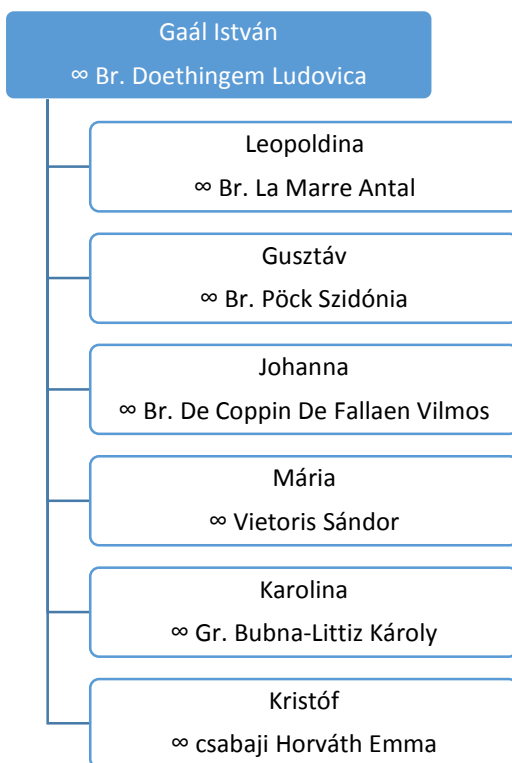 Gaál István
∞ Br. Doethingem Ludovica
Leopoldina
∞ Br. La Marre Antal
Gusztáv
∞ Br. Pöck Szidónia
Johanna
∞ Br. De Coppin De Fallaen Vilmos
Mária
∞ Vietoris Sándor
Karolina
∞ Gr. Bubna-Littiz Károly
Kristóf
∞ csabaji Horváth Emma